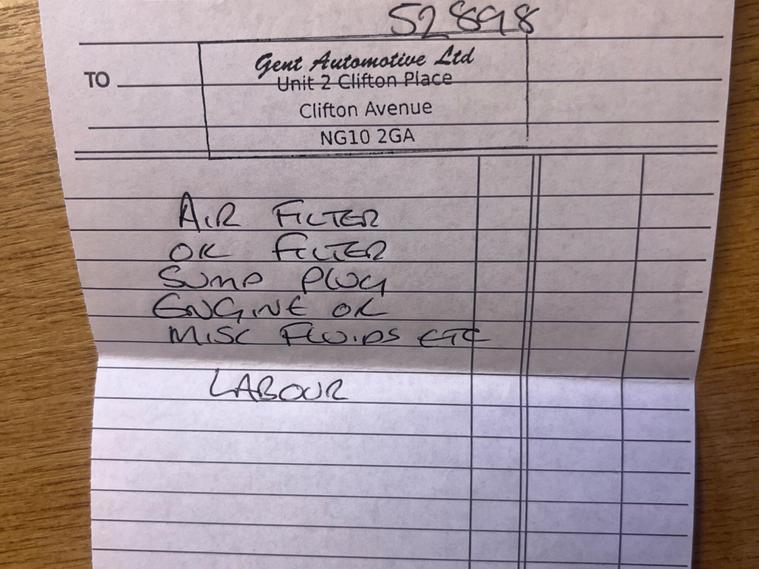 52898
Gent Automotive Ltd
TO Unit 2 Clifton Place
Clifton Avenue
NG10 2GA
AIR FILTER
OIL FILTER
SUMP PLUG
ENGINE OIL
MISC FLUIDS ETC
LABOUR